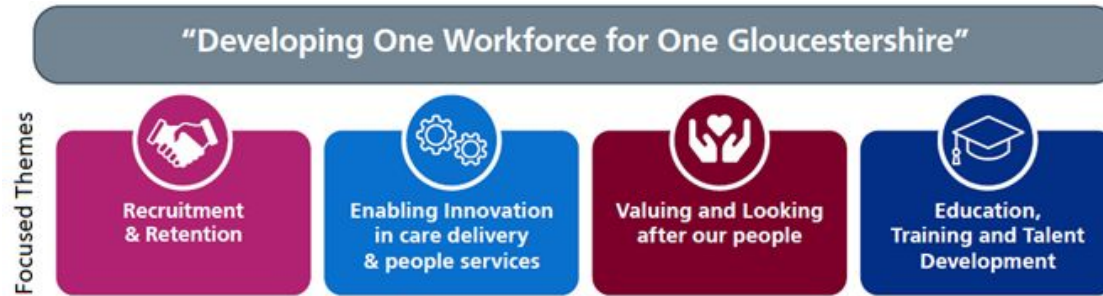 “Developing One Workforce for One Gloucestershire”
Focused Themes
Recruitment
& Retention
Enabling Innovation
in care delivery
& people services
Valuing and Looking
after our people
Education,
Training and Talent
Development